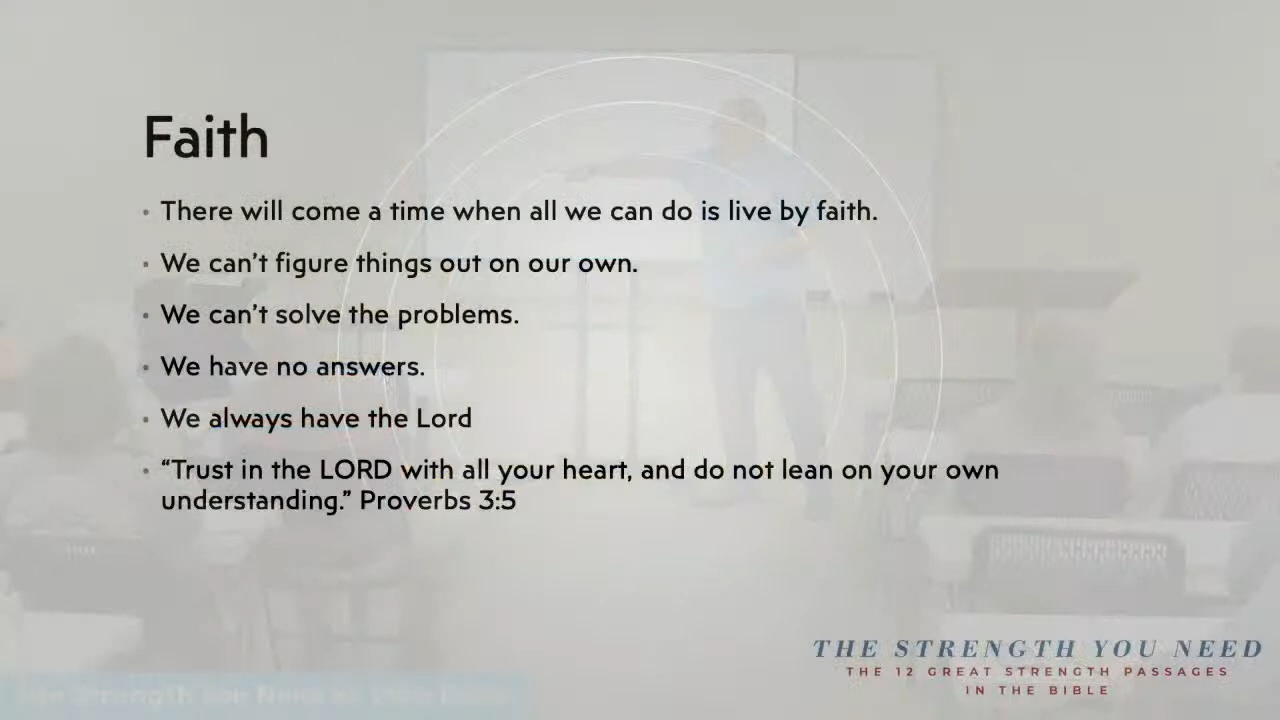 Faith
• There will come a time when all we can do is live by faith.
• We can’t figure things out on our own.
• We can’t solve the problems.
• We have no answers.
• We always have the Lord
• “Trust in the LORD with all your heart, and do not lean on your own
understanding.” Proverbs 3:5
THE STRENGTH YOU NEED
THE 12 GREAT STRENGTH PASSAGES
IN THE BIBLE